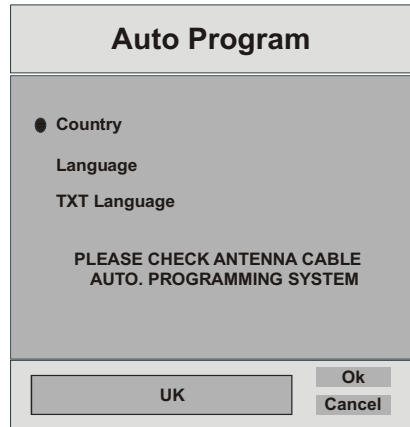 Auto Program
Country
Language
TXT Language
PLEASE CHECK ANTENNA CABLE
AUTO. PROGRAMMING SYSTEM
UK
Ok
Cancel